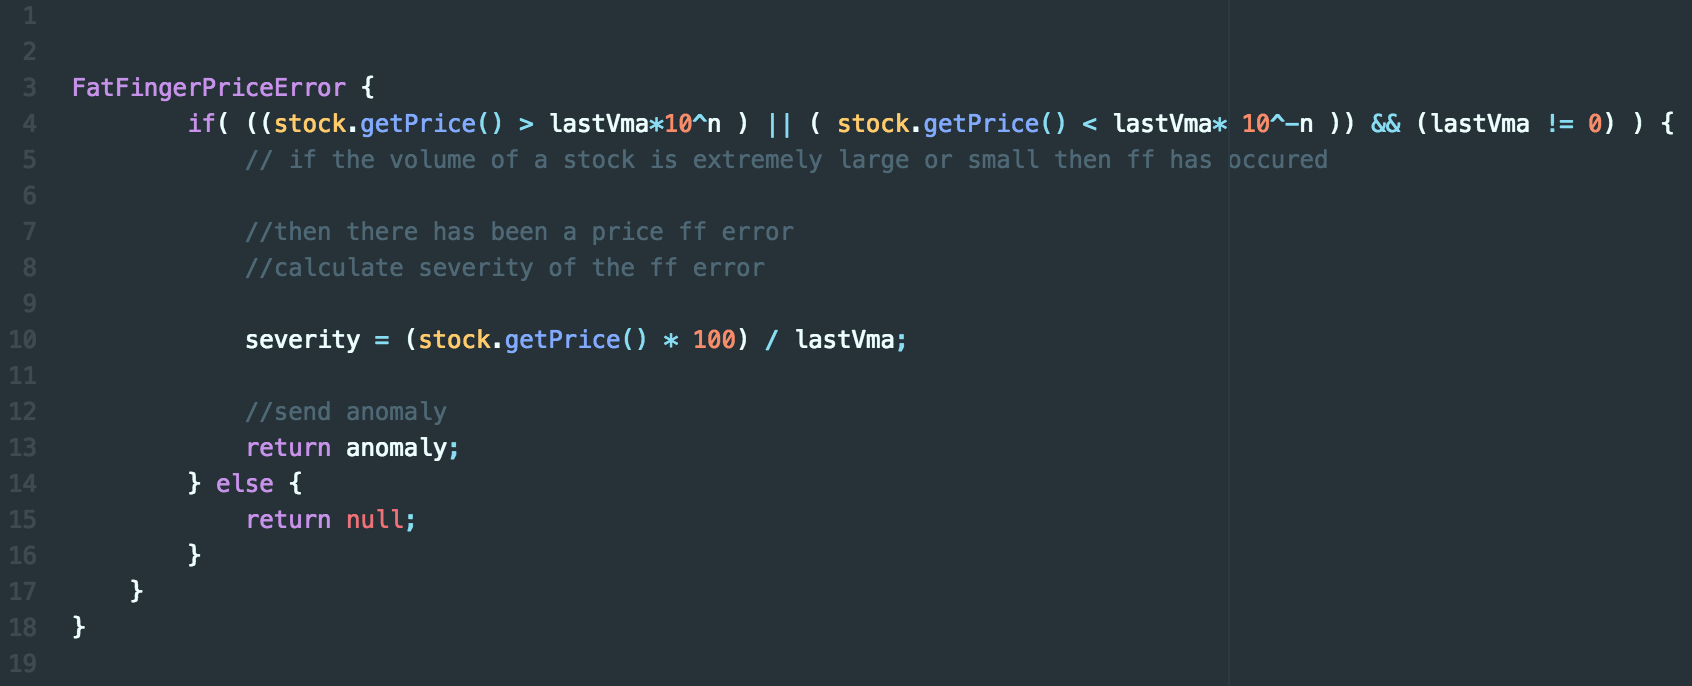 1
2
3 FatFingerPriceError {
4 if( ((stock.getPrice() > lastVma*10^n ) || ( stock.getPrice() < lastVma* 10^-n )) && (lastVma != 0) ) {
5 // if the volume of a stock is extremely large or small then ff has occured
6
7 //then there has been a price ff error
8 //calculate severity of the ff error
9
10 severity = (stock.getPrice() * 100) / lastVma;
11
12 //send anomaly
13 return anomaly;
14 } else {
15 return null;
16 }
17 }
18 }
19